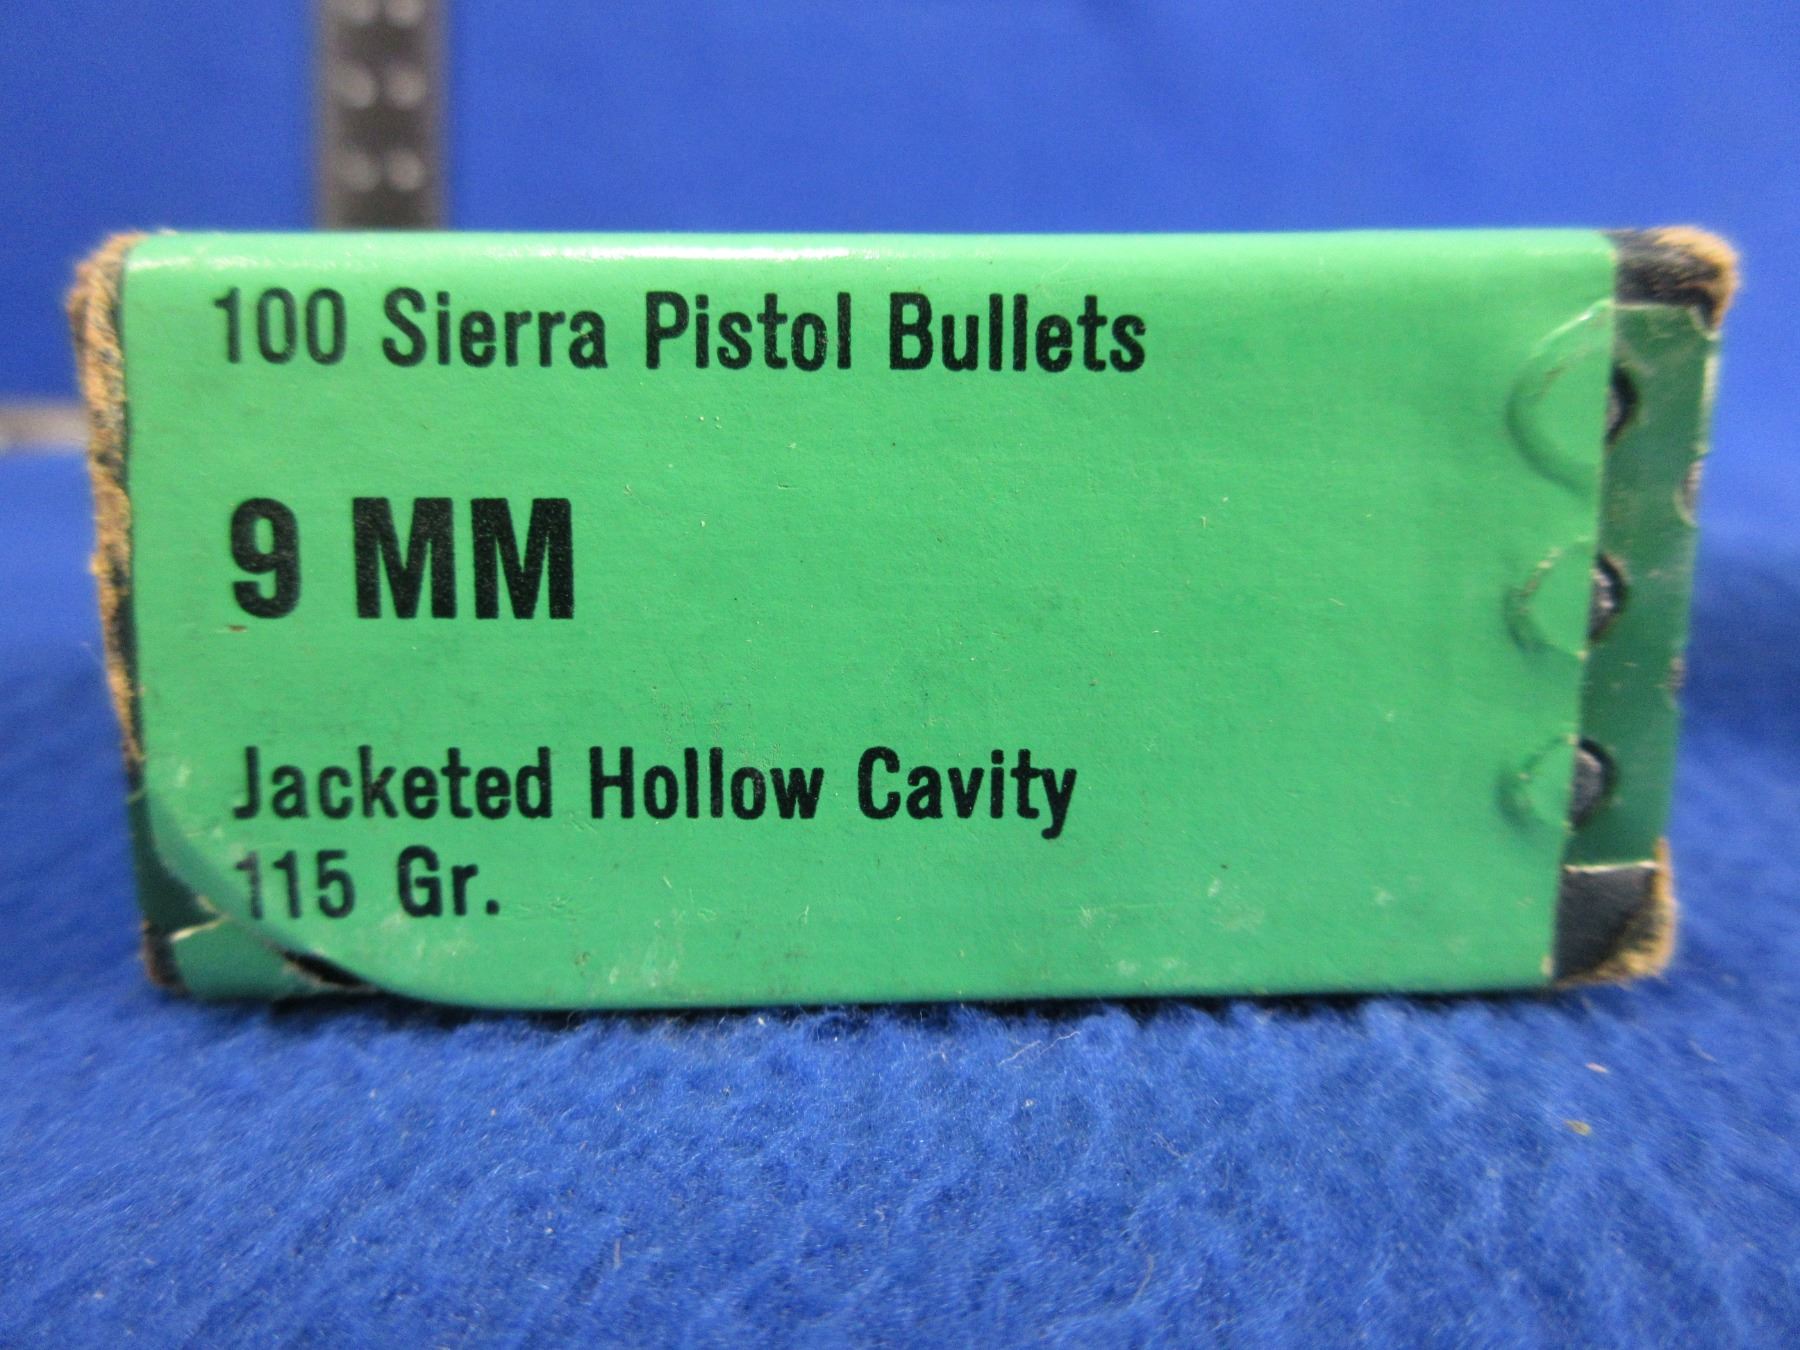 100 Sierra Pistol Bullets
9 MM
Jacketed Hollow Cavity
115 Gr.